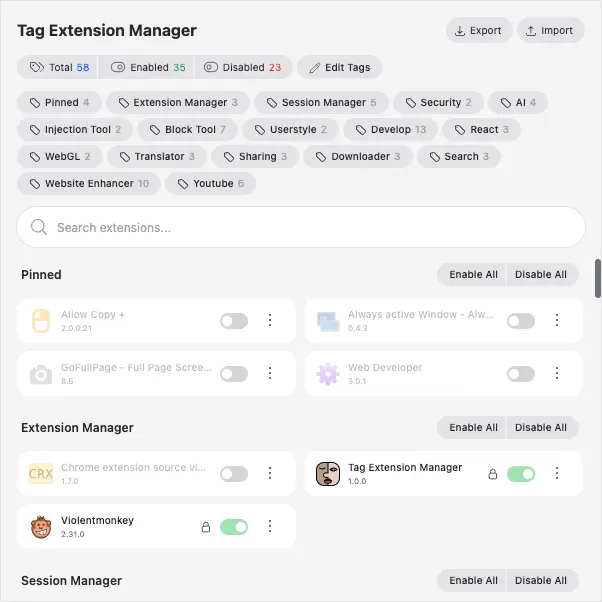 Tag Extension Manager
Export Import
Total 58 Enabled 35 Disabled 23 Edit Tags
Pinned 4 Extension Manager 3 Session Manager 5 Security 2 AI 4
Injection Tool 2 Block Tool 7 Userstyle 2 Develop 13 React 3
WebGL 2 Translator 3 Sharing 3 Downloader 3 Search 3
Website Enhancer 10 Youtube 6
Search extensions...
Pinned Enable All Disable All
Allow Copy +
2.0.0.21
Always active Window - Alw...
0.4.3
GoFullPage - Full Page Scree...
8.5
Web Developer
3.0.1
Extension Manager Enable All Disable All
CRX
Chrome extension source vi...
1.7.0
Tag Extension Manager
1.0.0
Violentmonkey
2.31.0
Session Manager Enable All Disable All